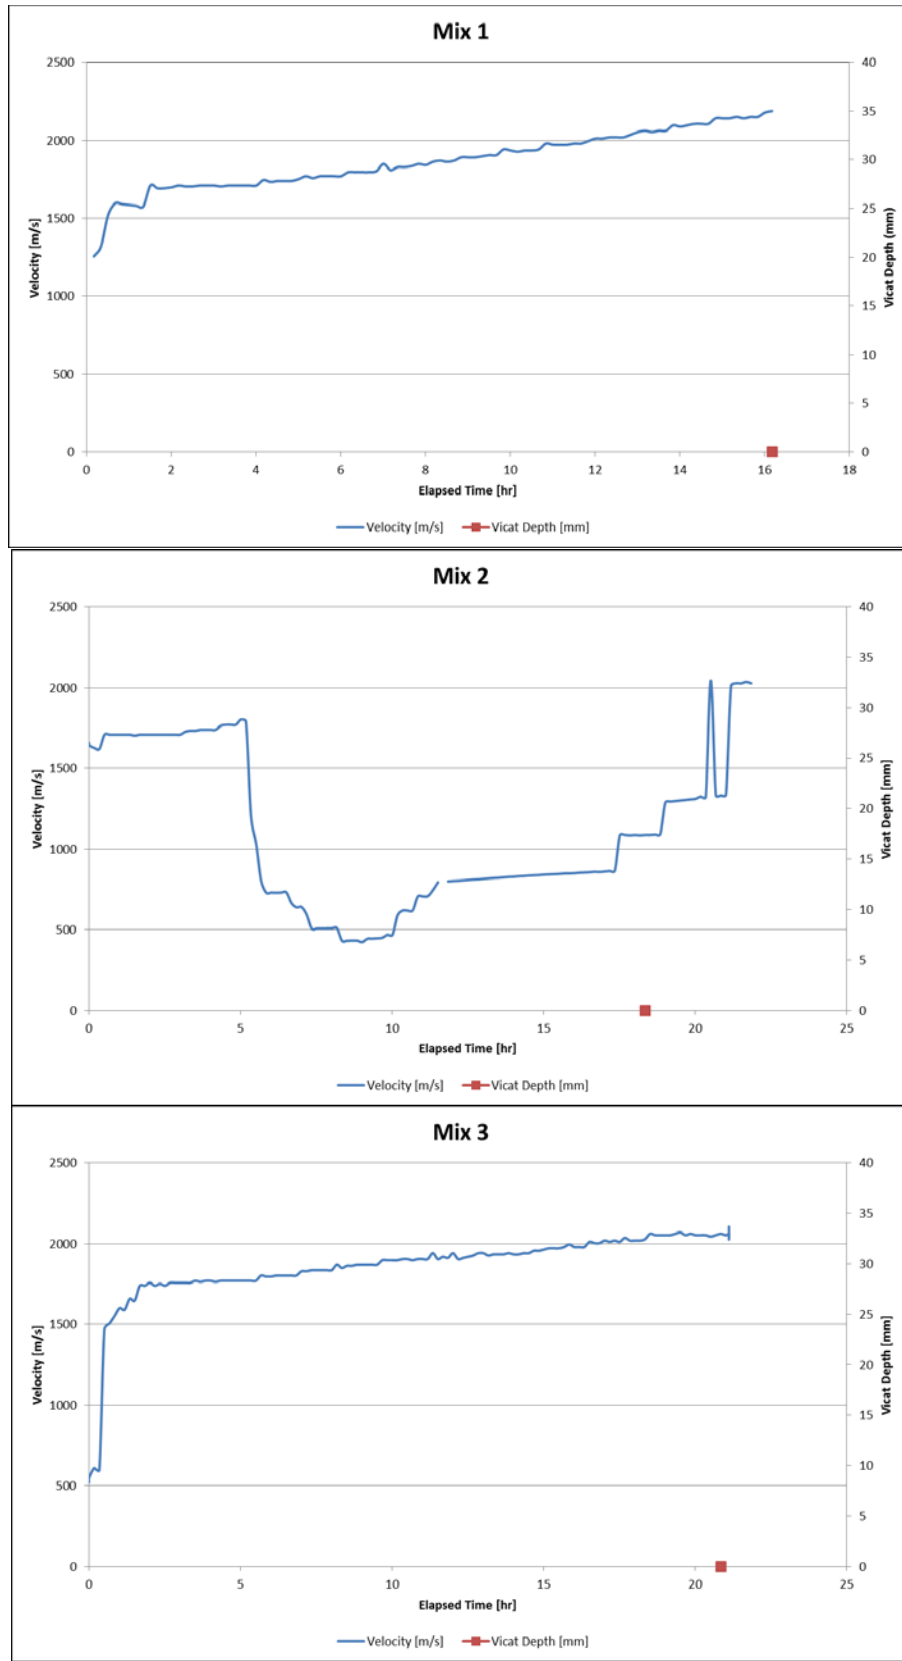 Mix 1
2500
2000
1500
1000
500
0
Velocity [m/s]
40
35
30
25
20
15
10
5
0
Vicat Depth (mm)
0 2 4 6 8 10 12 14 16 18
Elapsed Time [hr]
Velocity [m/s] Vicat Depth [mm]
Mix 2
2500
2000
1500
1000
500
0
Velocity [m/s]
40
35
30
25
20
15
10
5
0
Vicat Depth [mm]
0 5 10 15 20 25
Elapsed Time [hr]
Velocity [m/s] Vicat Depth [mm]
Mix 3
2500
2000
1500
1000
500
0
Velocity [m/s]
40
35
30
25
20
15
10
5
0
Vicat Depth [mm]
0 5 10 15 20 25
Elapsed Time [hr]
Velocity [m/s] Vicat Depth [mm]